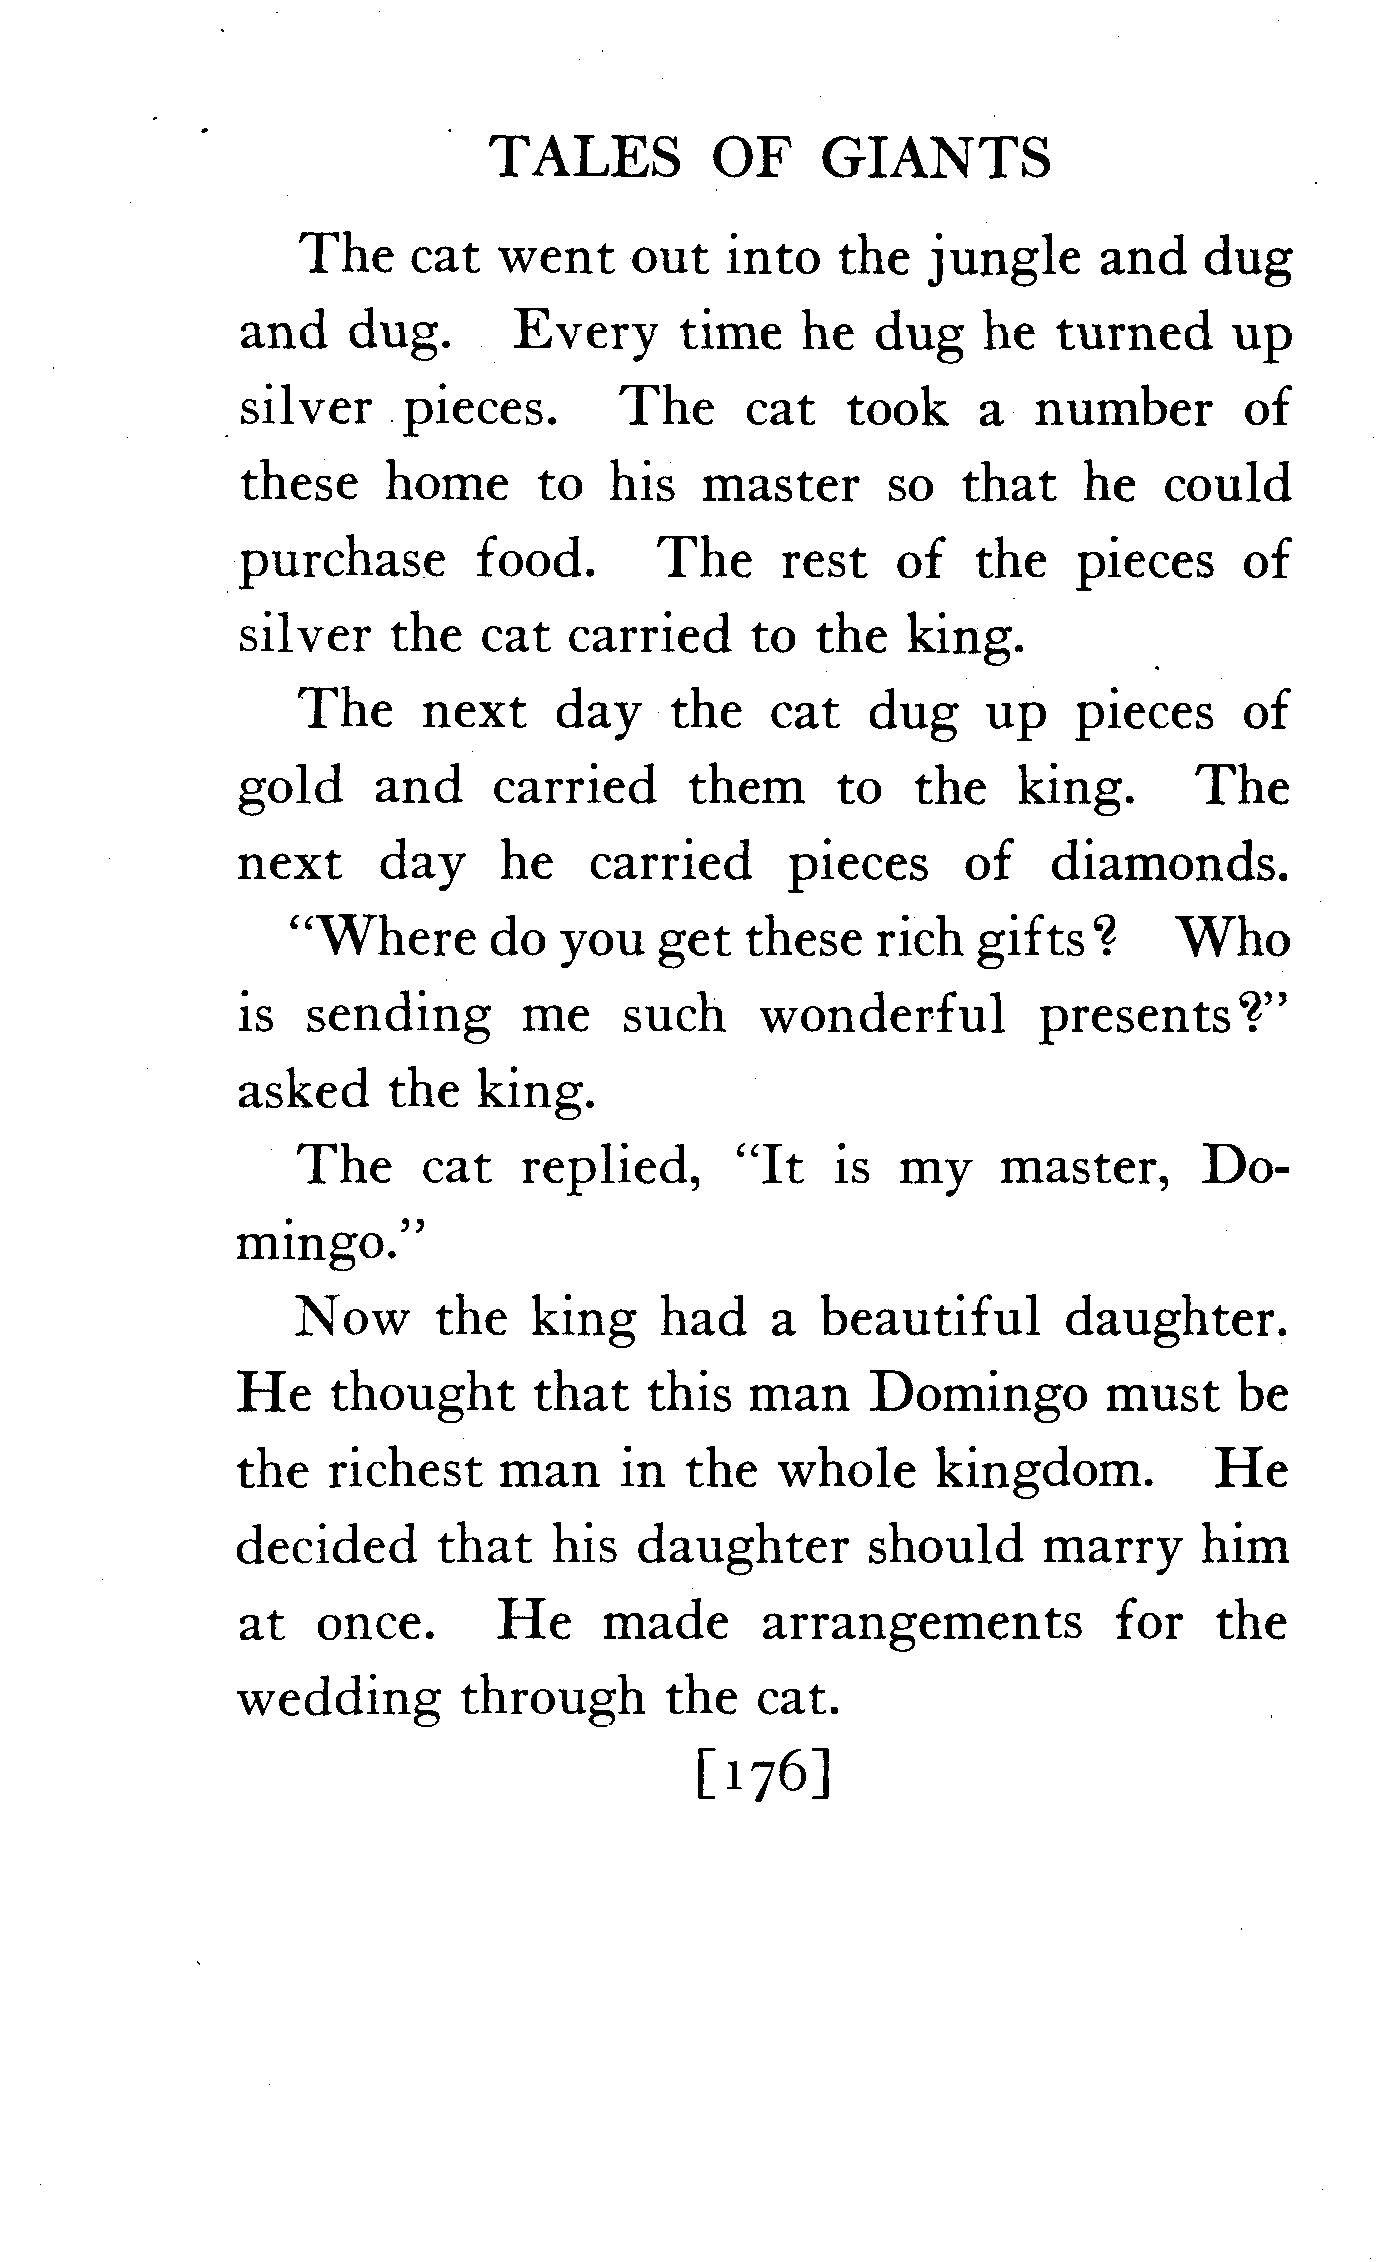 TALES OF GIANTS
The cat went out into the jungle and dug
and dug. Every time he dug he turned up
silver pieces. The cat took a number of
these home to his master so that he could
purchase food. The rest of the pieces of
silver the cat carried to the king.
The next day the cat dug up pieces of
gold and carried them to the king. The
next day he carried pieces of diamonds.
“Where do you get these rich gifts? Who
is sending me such wonderful presents?”
asked the king.
The cat replied, “It is my master, Do-
mingo.”
Now the king had a beautiful daughter.
He thought that this man Domingo must be
the richest man in the whole kingdom. He
decided that his daughter should marry him
at once. He made arrangements for the
wedding through the cat.
[176]